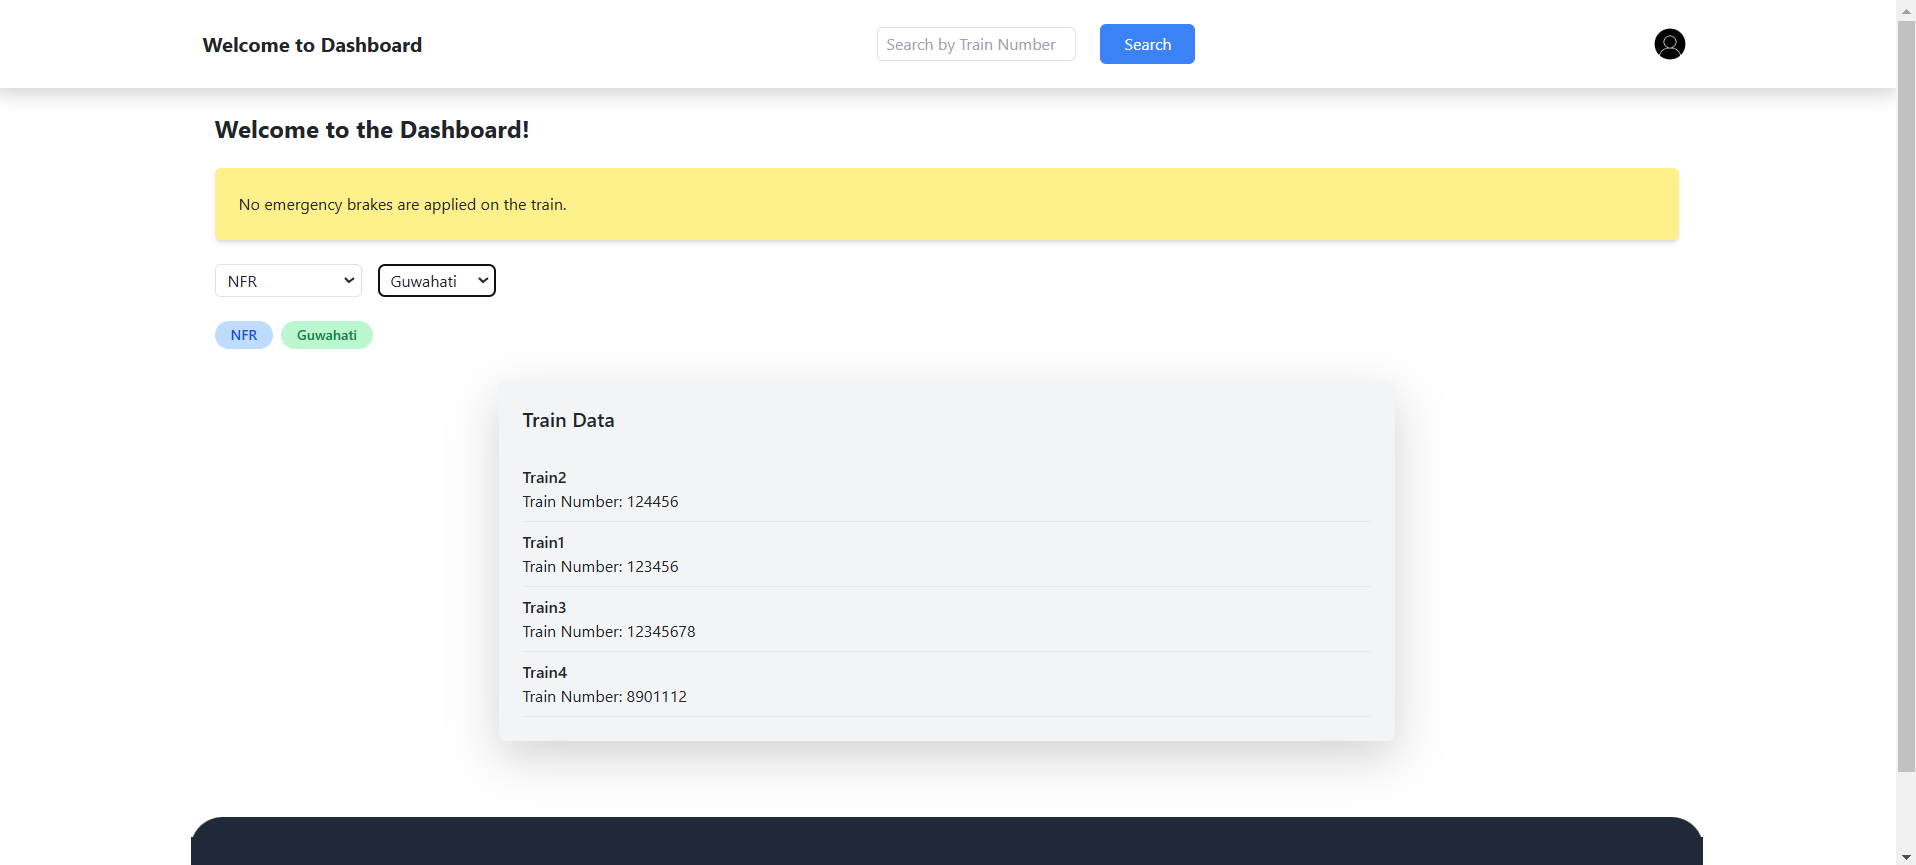 Welcome to Dashboard
Search by Train Number
Search
Welcome to the Dashboard!
No emergency brakes are applied on the train.
NFR
Guwahati
NFR
Guwahati
Train Data
Train2
Train Number: 124456
Train1
Train Number: 123456
Train3
Train Number: 12345678
Train4
Train Number: 8901112